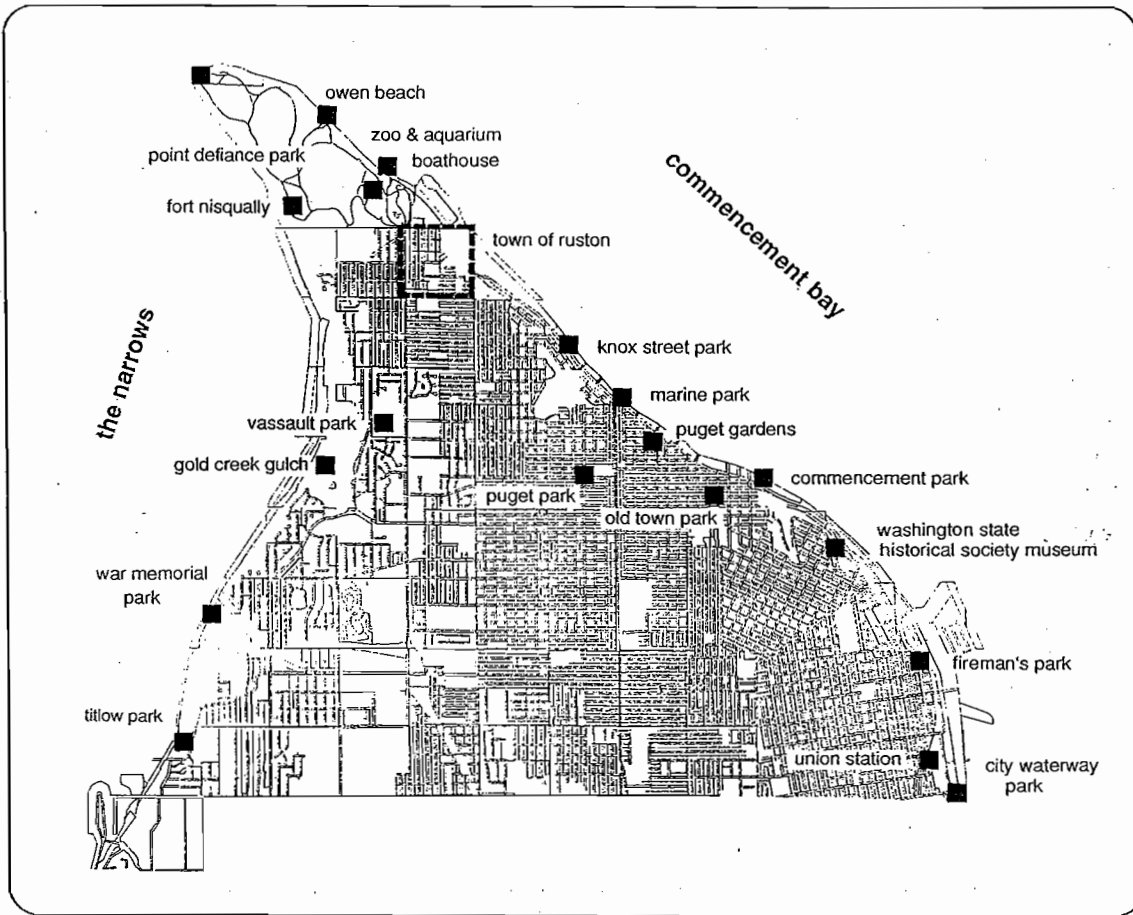 owen beach
zoo & aquarium
point defiance park
boathouse
fort nisqually
town of ruston
commencement bay
the narrows
knox street park
marine park
vassault park
puget gardens
gold creek gulch
commencement park
puget park
old town park
washington state
historical society museum
war memorial
park
fireman's park
titlow park
union station
city waterway
park